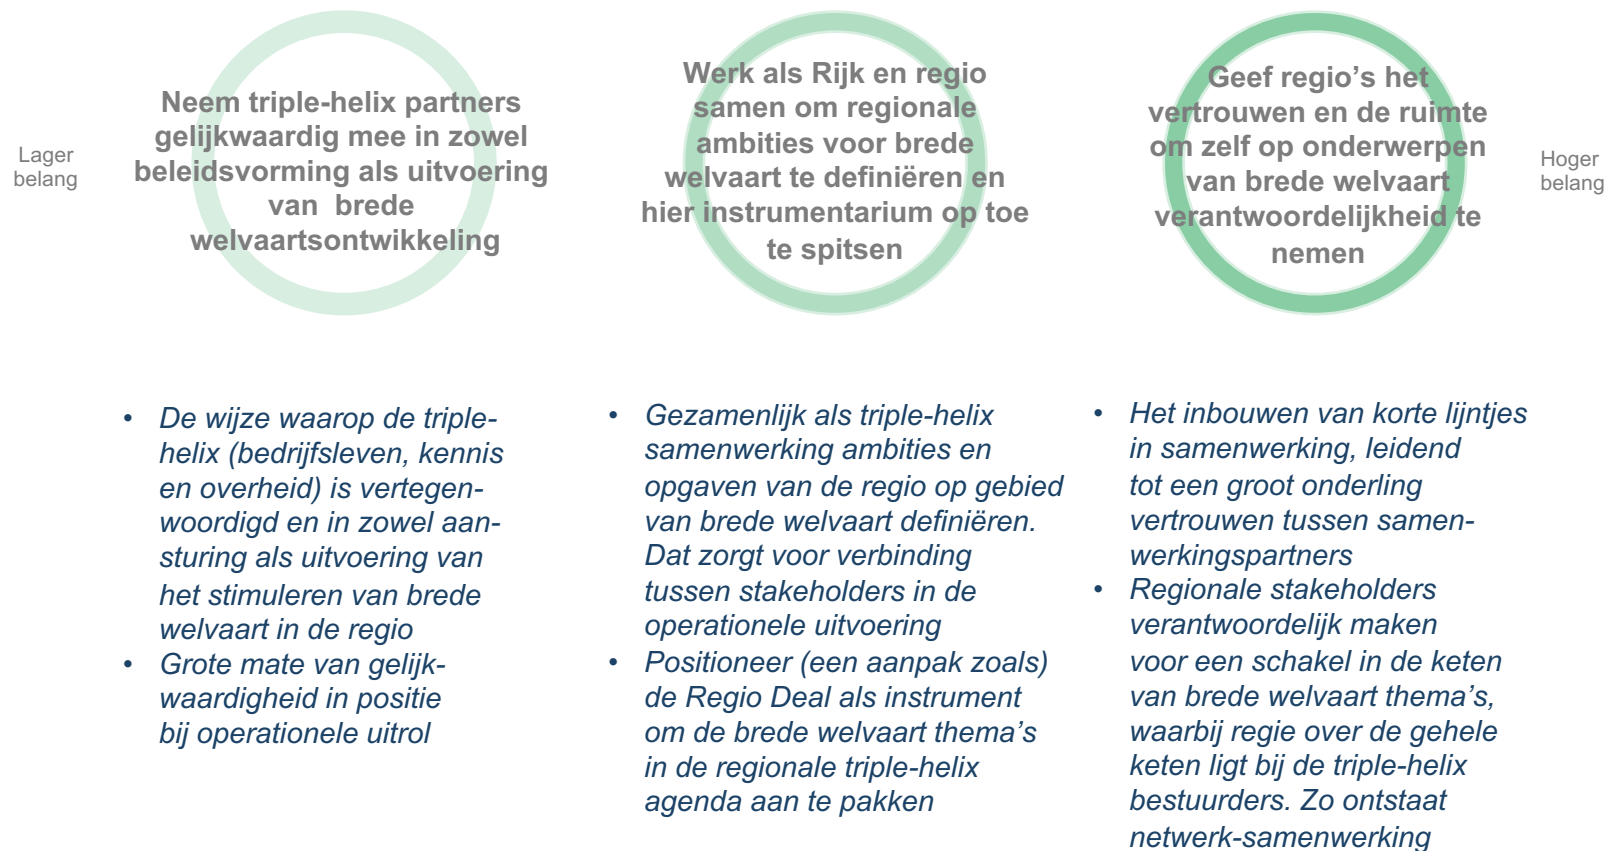 Lager
belang
Neem triple-helix partners
gelijkwaardig mee in zowel
beleidsvorming als uitvoering
van brede
welvaartsontwikkeling
Werk als Rijk en regio
samen om regionale
ambities voor brede
welvaart te definiëren en
hier instrumentarium op toe
te spitsen
Geef regio's het
vertrouwen en de ruimte
om zelf op onderwerpen
van brede welvaart
verantwoordelijkheid te
nemen
Hoger
belang
• De wijze waarop de triple-
helix (bedrijfsleven, kennis
en overheid) is vertegen-
woordigd en in zowel aan-
sturing als uitvoering van
het stimuleren van brede
welvaart in de regio
• Grote mate van gelijk-
waardigheid in positie
bij operationele uitrol
• Gezamenlijk als triple-helix
samenwerking ambities en
opgaven van de regio op gebied
van brede welvaart definiëren.
Dat zorgt voor verbinding
tussen stakeholders in de
operationele uitvoering
• Positioneer (een aanpak zoals)
de Regio Deal als instrument
om de brede welvaart thema's
in de regionale triple-helix
agenda aan te pakken
• Het inbouwen van korte lijntjes
in samenwerking, leidend
tot een groot onderling
vertrouwen tussen samen-
werkingspartners
• Regionale stakeholders
verantwoordelijk maken
voor een schakel in de keten
van brede welvaart thema's,
waarbij regie over de gehele
keten ligt bij de triple-helix
bestuurders. Zo ontstaat
netwerk-samenwerking